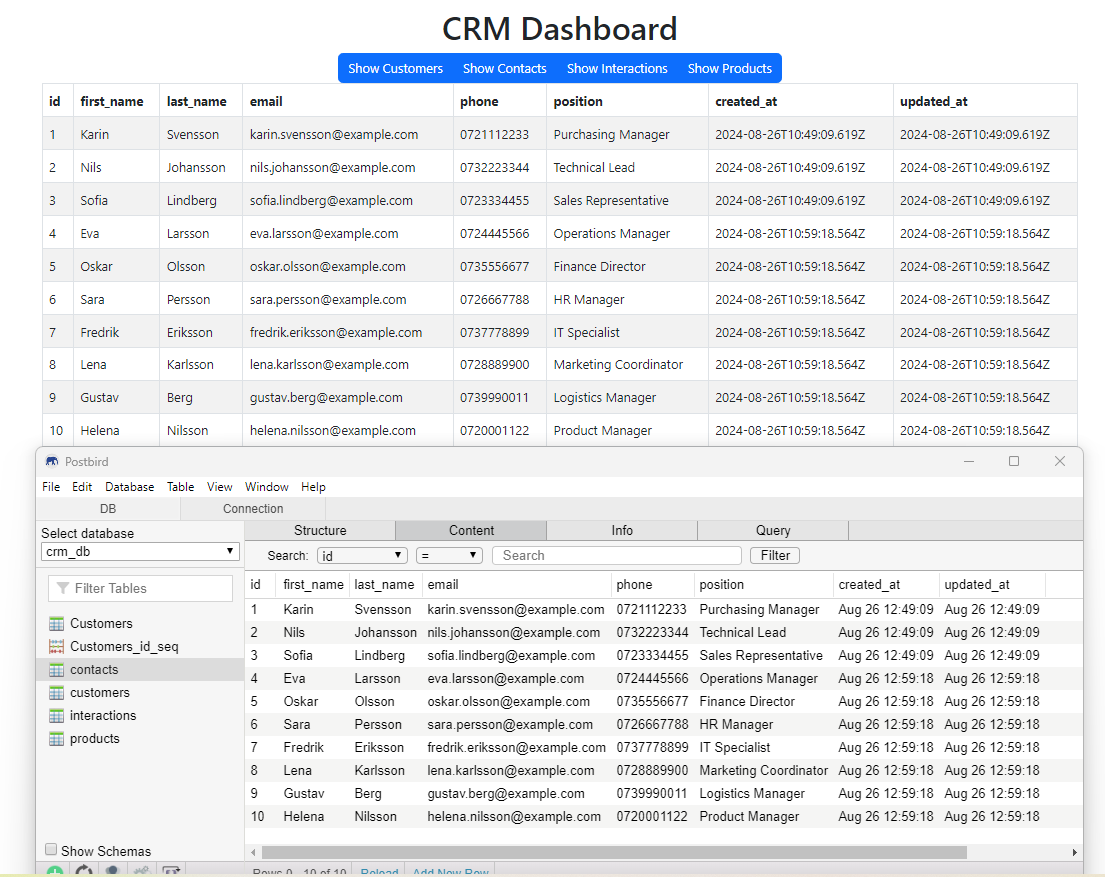 CRM Dashboard
Show Customers Show Contacts Show Interactions Show Products
id first_name last_name email phone position created_at updated_at
1 Karin Svensson karin.svensson@example.com 0721112233 Purchasing Manager 2024-08-26T10:49:09.619Z 2024-08-26T10:49:09.619Z
2 Nils Johansson nils.johansson@example.com 0732223344 Technical Lead 2024-08-26T10:49:09.619Z 2024-08-26T10:49:09.619Z
3 Sofia Lindberg sofia.lindberg@example.com 0723334455 Sales Representative 2024-08-26T10:49:09.619Z 2024-08-26T10:49:09.619Z
4 Eva Larsson eva.larsson@example.com 0724445566 Operations Manager 2024-08-26T10:59:18.564Z 2024-08-26T10:59:18.564Z
5 Oskar Olsson oskar.olsson@example.com 0735556677 Finance Director 2024-08-26T10:59:18.564Z 2024-08-26T10:59:18.564Z
6 Sara Persson sara.persson@example.com 0726667788 HR Manager 2024-08-26T10:59:18.564Z 2024-08-26T10:59:18.564Z
7 Fredrik Eriksson fredrik.eriksson@example.com 0737778899 IT Specialist 2024-08-26T10:59:18.564Z 2024-08-26T10:59:18.564Z
8 Lena Karlsson lena.karlsson@example.com 0728889900 Marketing Coordinator 2024-08-26T10:59:18.564Z 2024-08-26T10:59:18.564Z
9 Gustav Berg gustav.berg@example.com 0739990011 Logistics Manager 2024-08-26T10:59:18.564Z 2024-08-26T10:59:18.564Z
10 Helena Nilsson helena.nilsson@example.com 0720001122 Product Manager 2024-08-26T10:59:18.564Z 2024-08-26T10:59:18.564Z
Postbird
File Edit Database Table View Window Help
DB Connection
Select database
crm_db
Filter Tables
Customers
Customers_id_seq
contacts
customers
interactions
products
Show Schemas
Structure Content Info Query
Search: id = Search Filter
id first_name last_name email phone position created_at updated_at
1 Karin Svensson karin.svensson@example.com 0721112233 Purchasing Manager Aug 26 12:49:09 Aug 26 12:49:09
2 Nils Johansson nils.johansson@example.com 0732223344 Technical Lead Aug 26 12:49:09 Aug 26 12:49:09
3 Sofia Lindberg sofia.lindberg@example.com 0723334455 Sales Representative Aug 26 12:49:09 Aug 26 12:49:09
4 Eva Larsson eva.larsson@example.com 0724445566 Operations Manager Aug 26 12:59:18 Aug 26 12:59:18
5 Oskar Olsson oskar.olsson@example.com 0735556677 Finance Director Aug 26 12:59:18 Aug 26 12:59:18
6 Sara Persson sara.persson@example.com 0726667788 HR Manager Aug 26 12:59:18 Aug 26 12:59:18
7 Fredrik Eriksson fredrik.eriksson@example.com 0737778899 IT Specialist Aug 26 12:59:18 Aug 26 12:59:18
8 Lena Karlsson lena.karlsson@example.com 0728889900 Marketing Coordinator Aug 26 12:59:18 Aug 26 12:59:18
9 Gustav Berg gustav.berg@example.com 0739990011 Logistics Manager Aug 26 12:59:18 Aug 26 12:59:18
10 Helena Nilsson helena.nilsson@example.com 0720001122 Product Manager Aug 26 12:59:18 Aug 26 12:59:18
Rows 0 - 10 of 10 Reload Add New Row